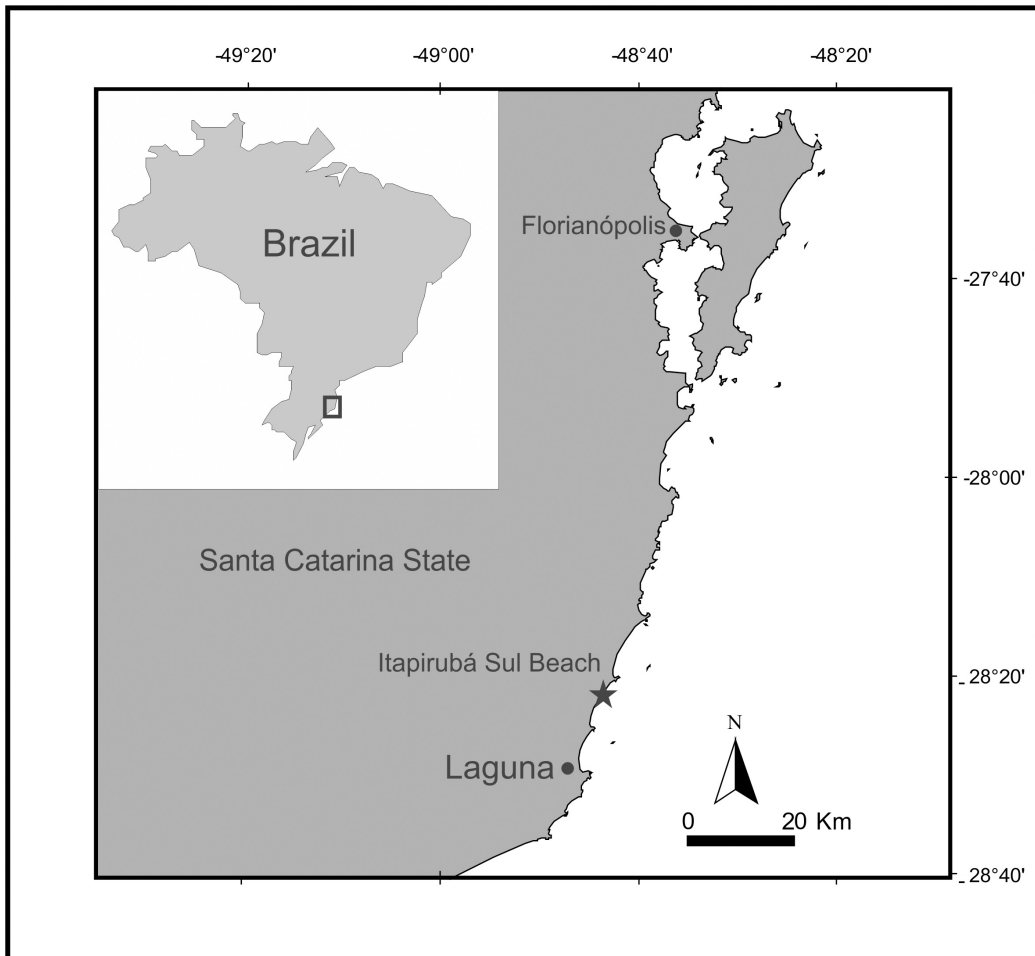 -49°20' -49°00' -48°40' -48°20'
Florianópolis
Brazil
-27°40'
-28°00'
Santa Catarina State
Itapirubá Sul Beach
28°20'
N
Laguna
0 20 Km
28°40'